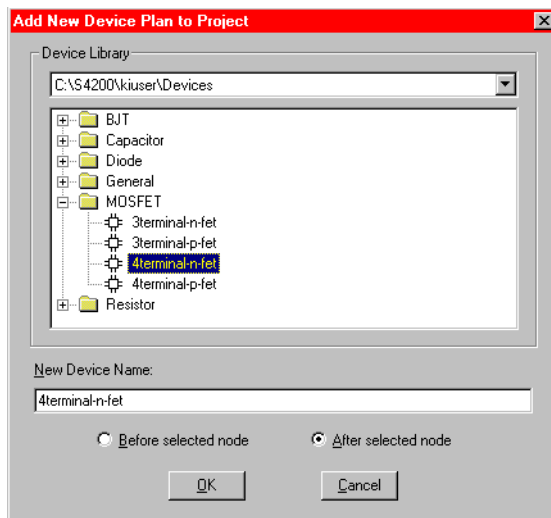 Add New Device Plan to Project
Device Library
C:\S4200\kiuser\Devices
BJT
Capacitor
Diode
General
MOSFET
3terminal-n-fet
3terminal-p-fet
4terminal-n-fet
4terminal-p-fet
Resistor
New Device Name:
4terminal-n-fet
Before selected node After selected node
OK Cancel